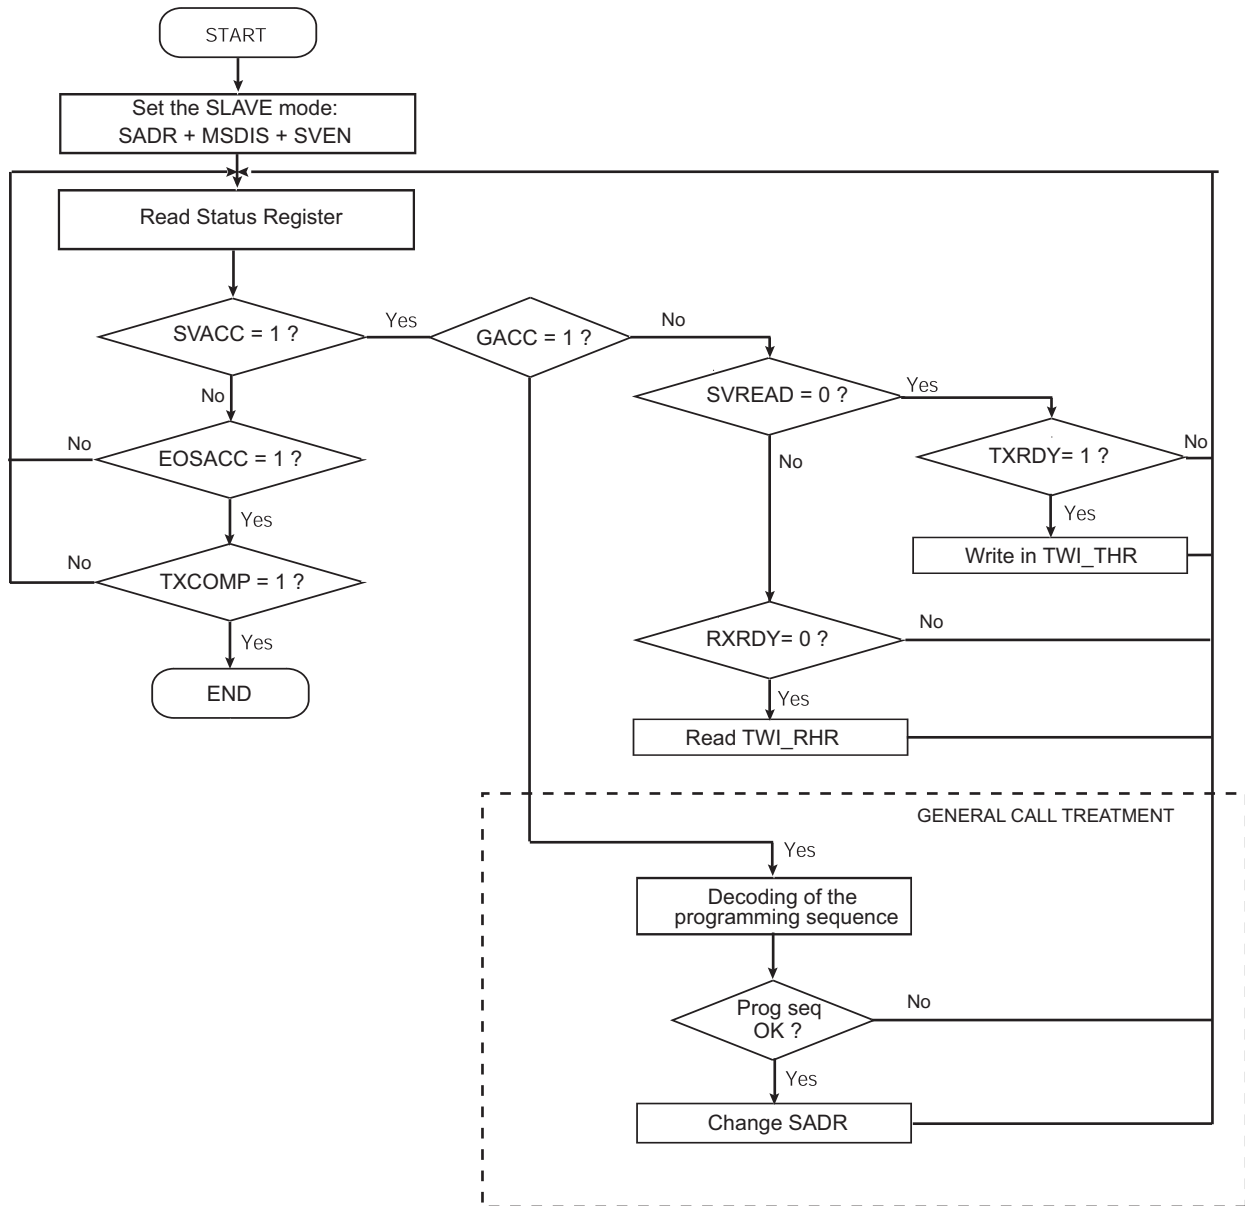 START
Set the SLAVE mode:
SADR + MSDIS + SVEN
Read Status Register
SVACC = 1 ?
Yes
GACC = 1 ?
No
SVREAD = 0 ?
Yes
No
No
EOSACC = 1 ?
No
TXRDY= 1 ?
No
Yes
Yes
Write in TWI_THR
No
TXCOMP = 1 ?
Yes
RXRDY= 0 ?
No
END
Yes
Read TWI_RHR
GENERAL CALL TREATMENT
Yes
Decoding of the
programming sequence
Prog seq
OK ?
No
Yes
Change SADR